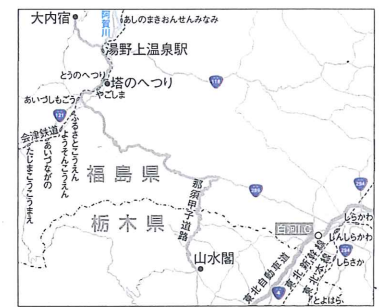 大内宿
阿賀川
あしのまきおんせんみなみ
湯野上温泉駅
とうのへつり
塔のへつり
やごしま
あいづしもごう
118
131
会津鉄道
ふるさとこうえん
ようそんこうえん
あいづながの
たじまこうこうまえ
福島県
那須甲子道路
289
栃木県
白河IC
294
しらかわ
しんしらかわ
東北新幹線
東北本線
しらさか
東北自動車道
山水閣
4
とよはら